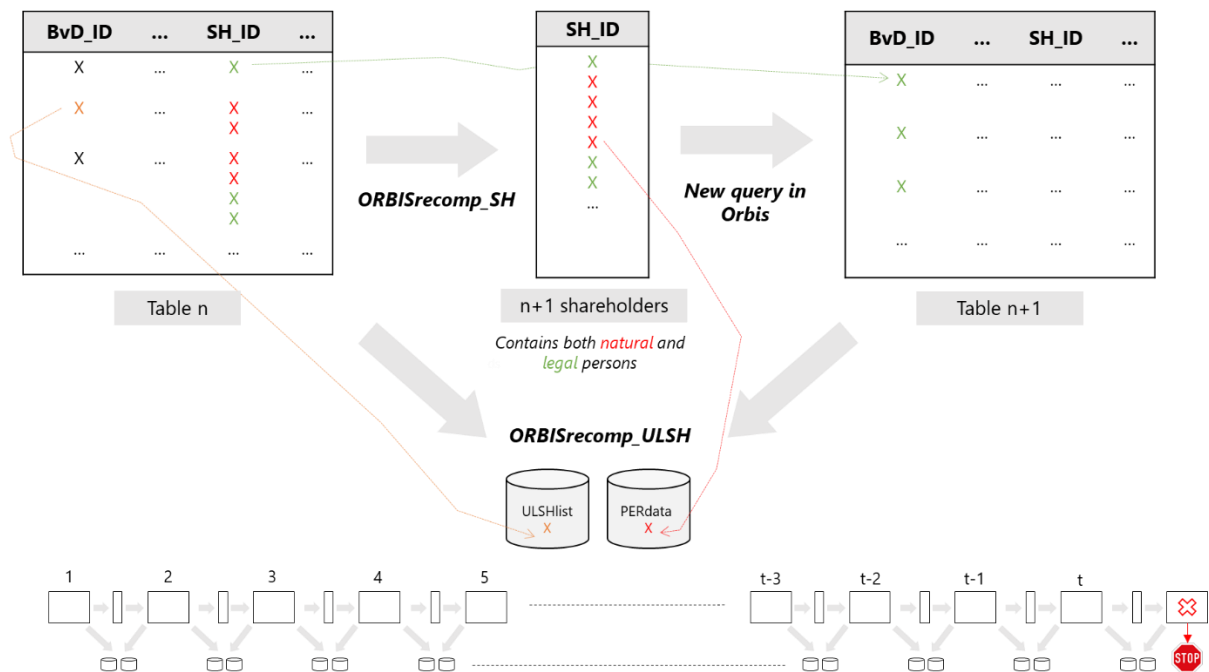 BvD_ID ... SH_ID ...
X ... X ...
X ... X ...
X
X ... X ...
X
X
X
... ... ... ...
Table n
ORBISrecomp_SH
SH_ID
X
X
X
X
X
X
X
...
n+1 shareholders
Contains both natural and
legal persons
New query in
Orbis
BvD_ID ... SH_ID ...
X ... ... ...
X ... ... ...
X ... ... ...
... ... ... ...
Table n+1
ORBISrecomp_ULSH
ULSHlist
X
PERdata
X
1 2 3 4 5 t-3 t-2 t-1 t
STOP